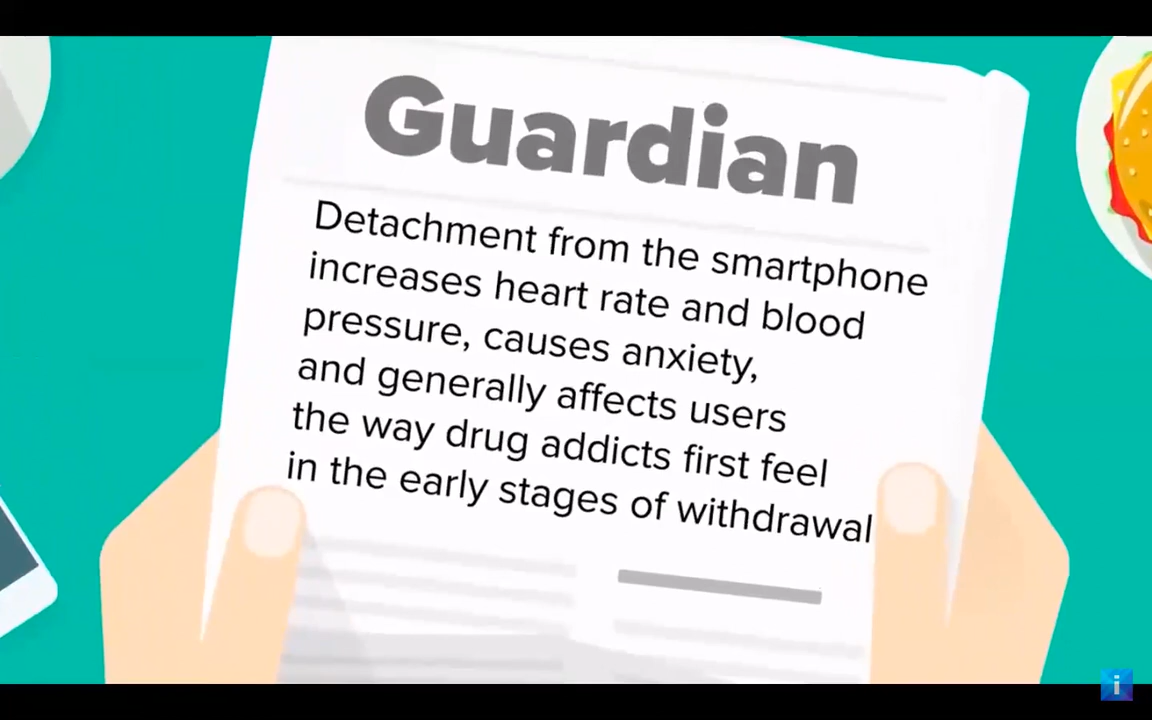 Guardian
Detachment from the smartphone
increases heart rate and blood
pressure, causes anxiety,
and generally affects users
the way drug addicts first feel
in the early stages of withdrawal
i